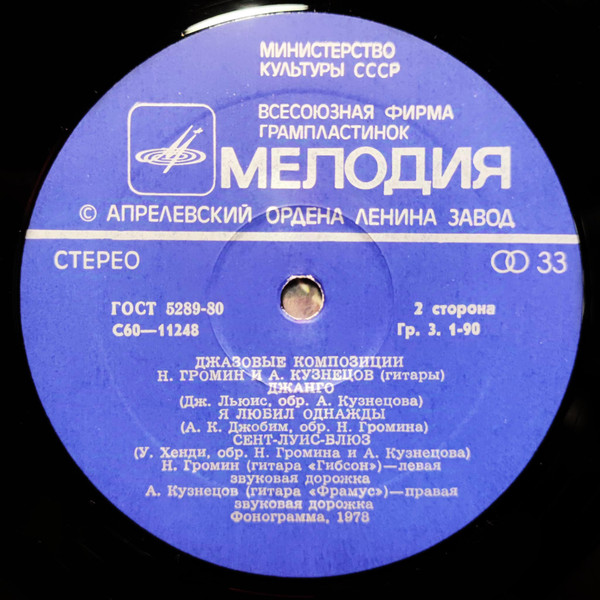 МИНИСТЕРСТВО
КУЛЬТУРЫ СССР
ВСЕСОЮЗНАЯ ФИРМА
ГРАМПЛАСТИНОК
МЕЛОДИЯ
© АПРЕЛЕВСКИЙ ОРДЕНА ЛЕНИНА ЗАВОД
СТЕРЕО 33
ГОСТ 5289-80 2 сторона
С60—11248 Гр. 3. 1-90
ДЖАЗОВЫЕ КОМПОЗИЦИИ
Н. ГРОМИН И А. КУЗНЕЦОВ (гитары)
ДЖАНГО
(Дж. Льюис, обр. А. Кузнецова)
Я ЛЮБИЛ ОДНАЖДЫ
(А. К. Джобим, обр. Н. Громина)
СЕНТ-ЛУИС-БЛЮЗ
(У. Хенди, обр. Н. Громина и А. Кузнецова)
Н. Громин (гитара «Гибсон»)—левая
звуковая дорожка
А. Кузнецов (гитара «Фрамус»)—правая
звуковая дорожка
Фонограмма, 1978